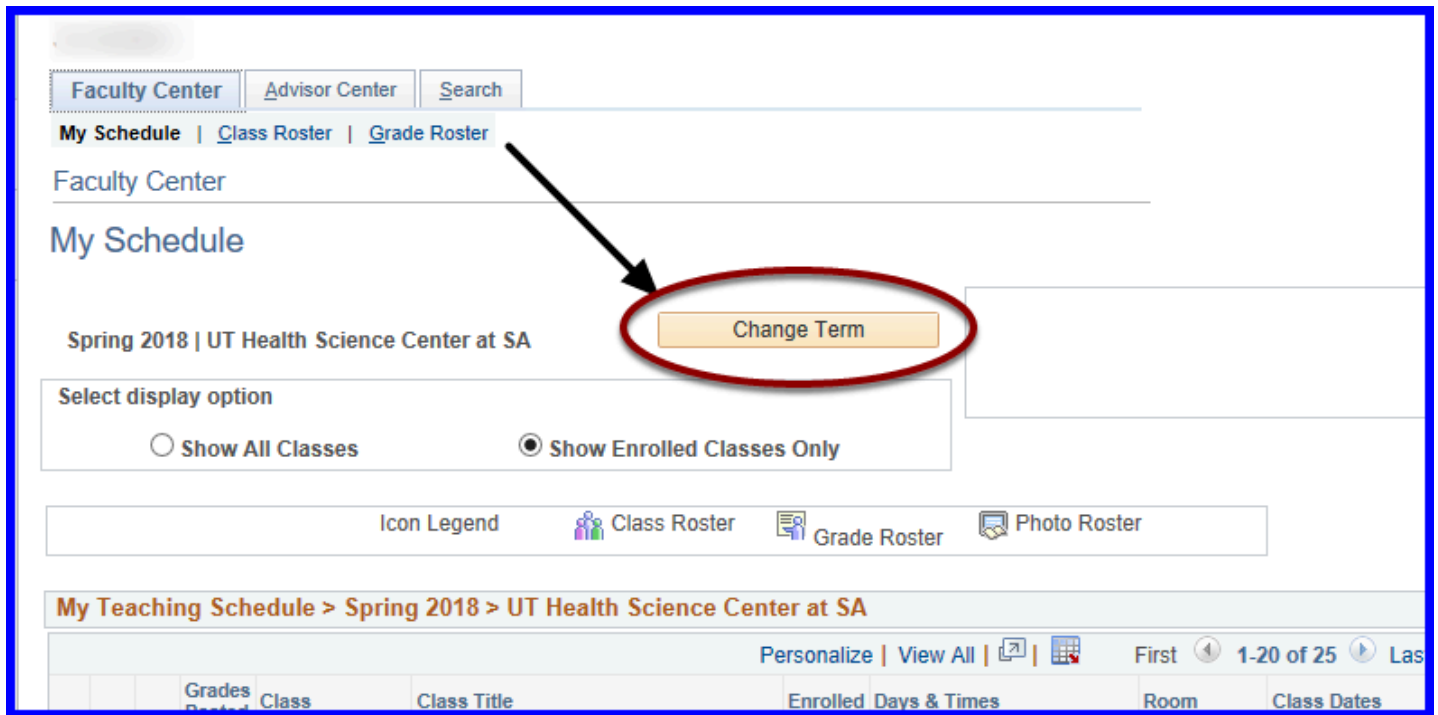 Faculty Center Advisor Center Search
My Schedule | Class Roster | Grade Roster
Faculty Center
My Schedule
Spring 2018 | UT Health Science Center at SA Change Term
Select display option
Show All Classes Show Enrolled Classes Only
Icon Legend Class Roster Grade Roster Photo Roster
My Teaching Schedule > Spring 2018 > UT Health Science Center at SA
Personalize | View All | | First 1-20 of 25 Las
Grades Class Class Title Enrolled Days & Times Room Class Dates